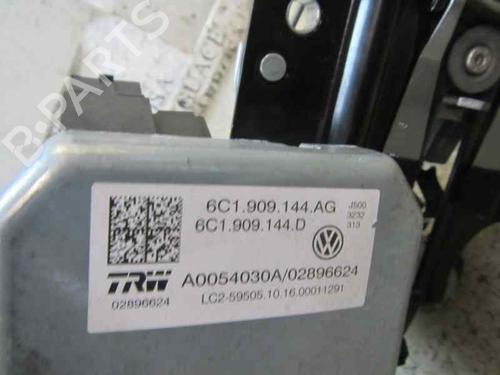 B-PARTS
6C1.909.144.AG
6C1.909.144.D
J500
3232
313
TRW
02896624
A0054030A/02896624
LC2-59505.10.16.00011291